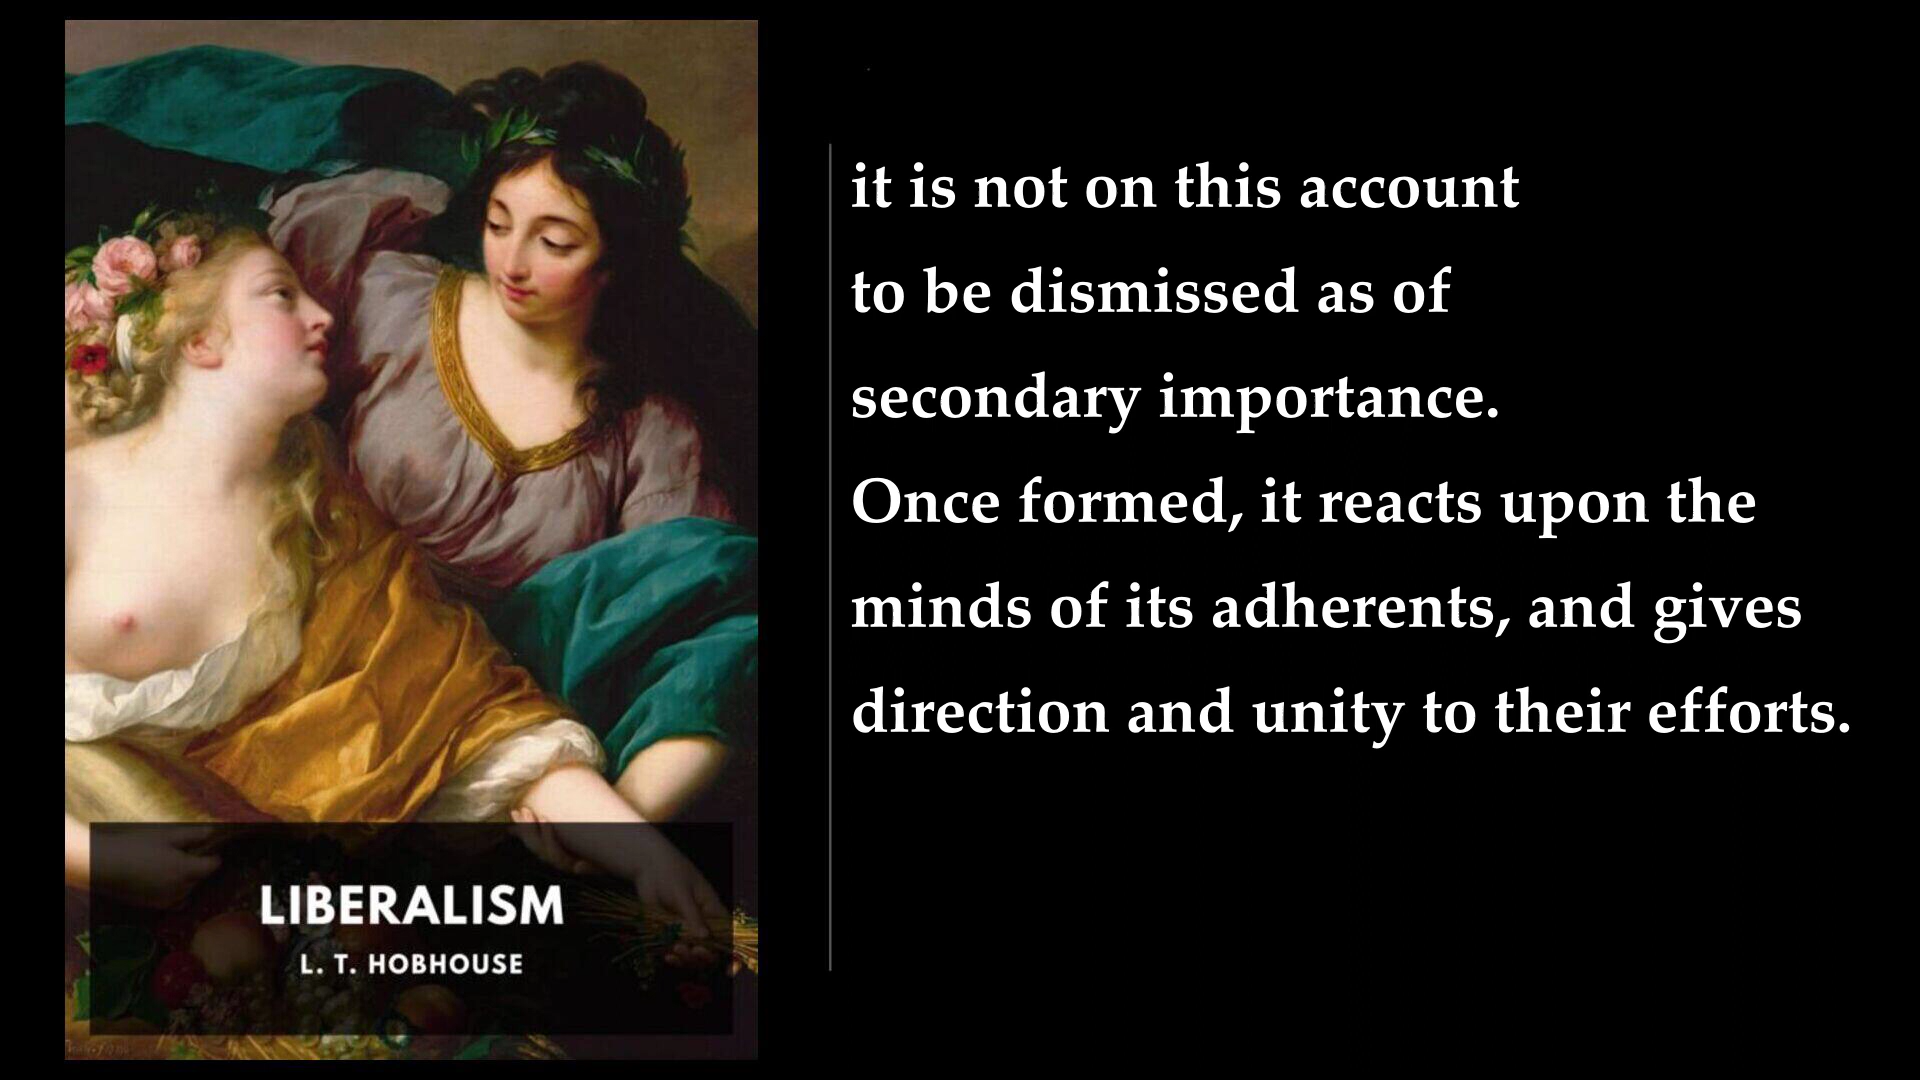 LIBERALISM
L. T. HOBHOUSE
it is not on this account
to be dismissed as of
secondary importance.
Once formed, it reacts upon the
minds of its adherents, and gives
direction and unity to their efforts.